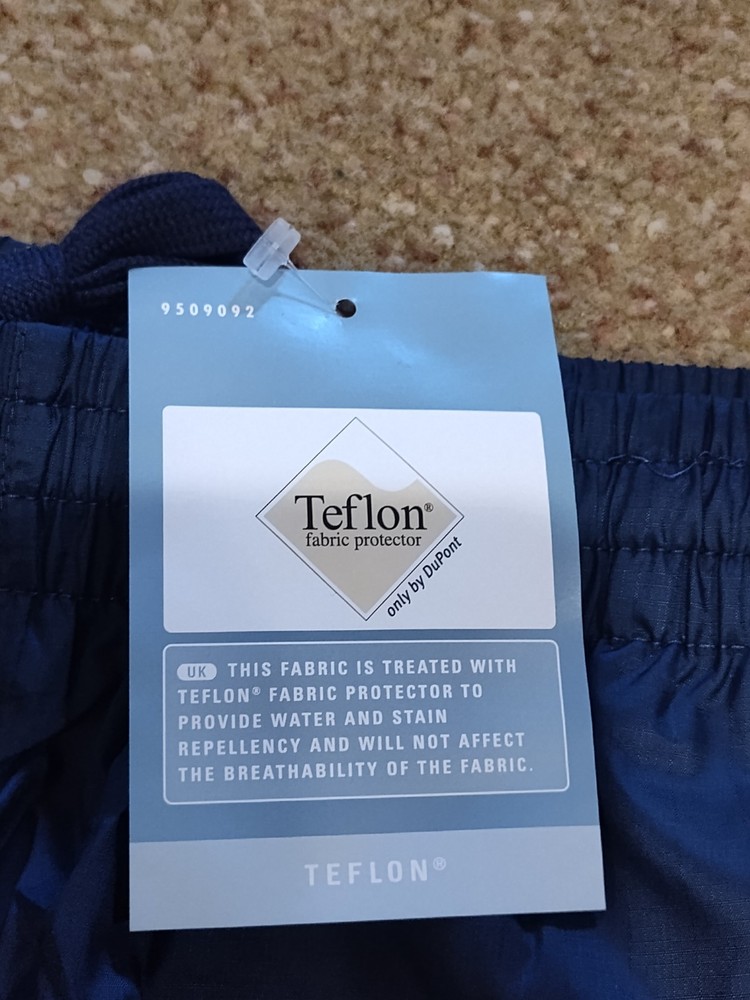 9509092
Teflon®
fabric protector
only by DuPont
UK THIS FABRIC IS TREATED WITH
TEFLON® FABRIC PROTECTOR TO
PROVIDE WATER AND STAIN
REPELLENCY AND WILL NOT AFFECT
THE BREATHABILITY OF THE FABRIC.
TEFLON®